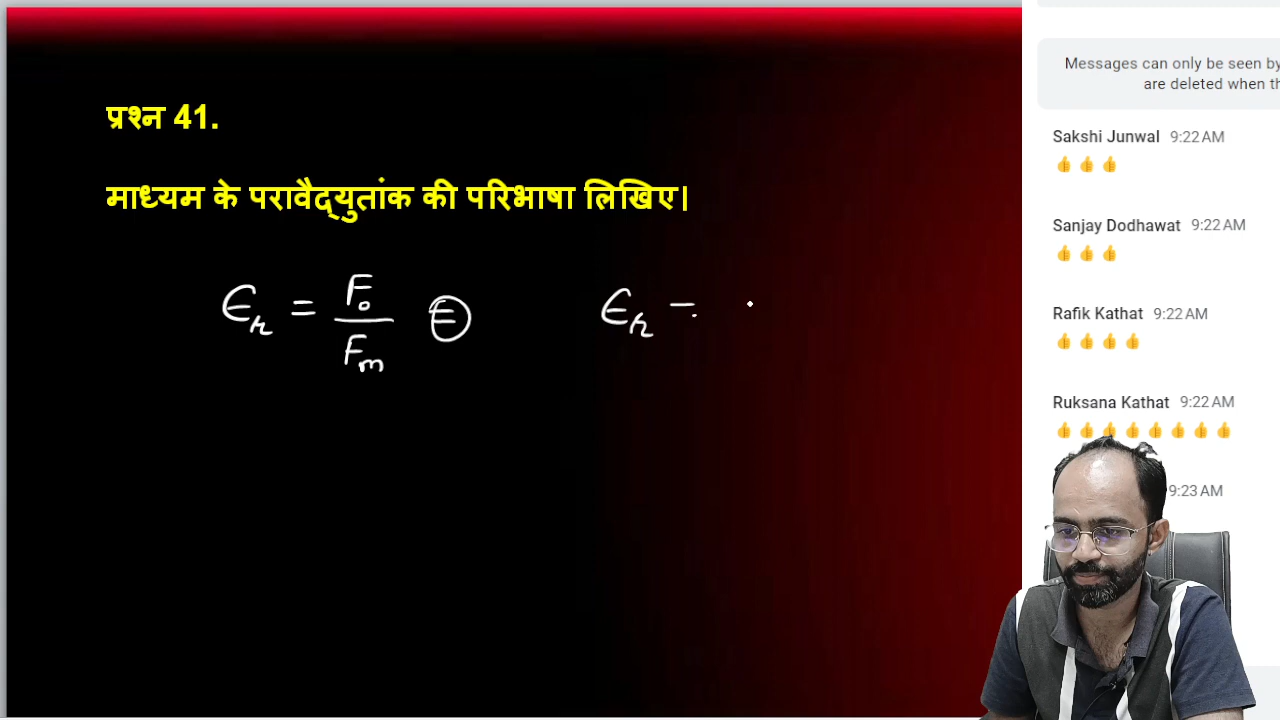 प्रश्न 41.
माध्यम के परावैद्युतांक की परिभाषा लिखिए।
Єr = F₀ / Fm E
Єr =
Messages can only be seen by
are deleted when th
Sakshi Junwal 9:22 AM
👍👍👍
Sanjay Dodhawat 9:22 AM
👍👍👍
Rafik Kathat 9:22 AM
👍👍👍👍
Ruksana Kathat 9:22 AM
👍👍👍👍👍👍👍👍
9:23 AM